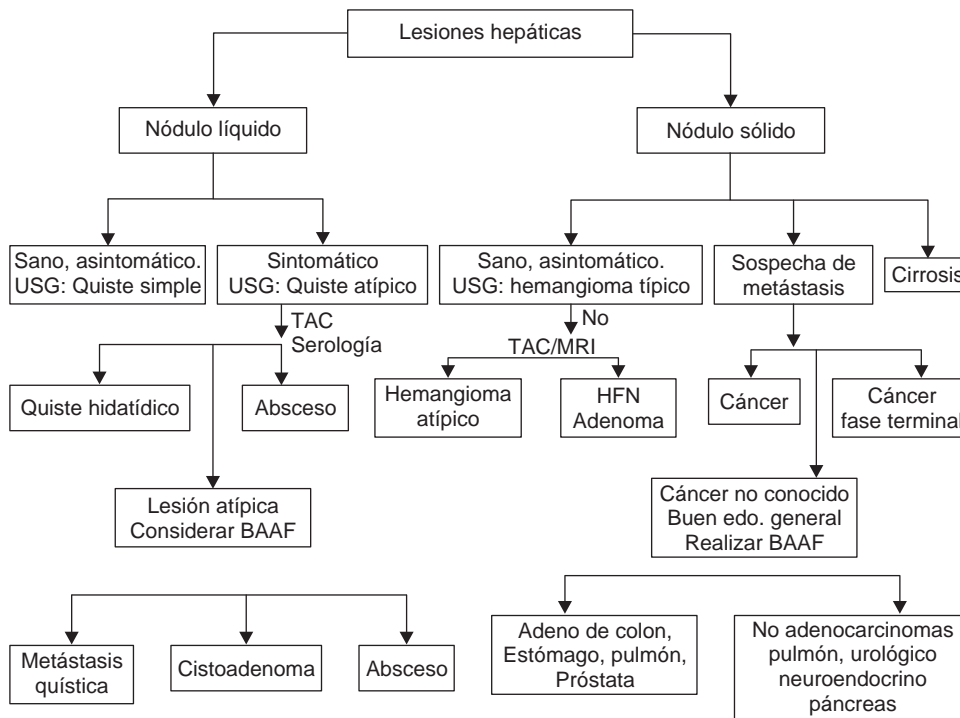 Lesiones hepáticas
Nódulo líquido
Nódulo sólido
Sano, asintomático.
USG: Quiste simple
Sintomático
USG: Quiste atípico
Sano, asintomático.
USG: hemangioma típico
Sospecha de
metástasis
Cirrosis
TAC
Serología
No
TAC/MRI
Quiste hidatídico
Absceso
Hemangioma
atípico
HFN
Adenoma
Cáncer
Cáncer
fase terminal
Lesión atípica
Considerar BAAF
Cáncer no conocido
Buen edo. general
Realizar BAAF
Metástasis
quística
Cistoadenoma
Absceso
Adeno de colon,
Estómago, pulmón,
Próstata
No adenocarcinomas
pulmón, urológico
neuroendocrino
páncreas